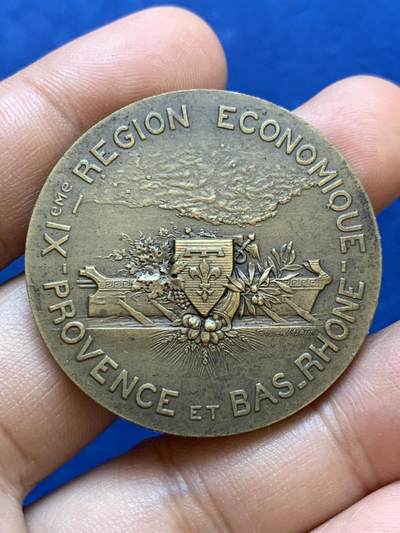 XIeme REGION ECONOMIQUE
PROVENCE ET BAS-RHONE